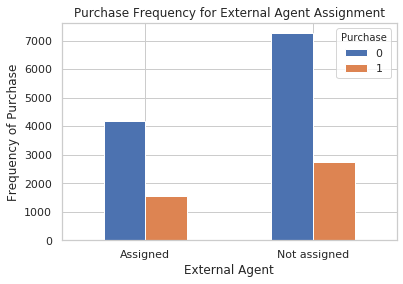 Purchase Frequency for External Agent Assignment
Purchase
0
1
7000
6000
5000
4000
3000
2000
1000
0
Frequency of Purchase
Assigned
Not assigned
External Agent